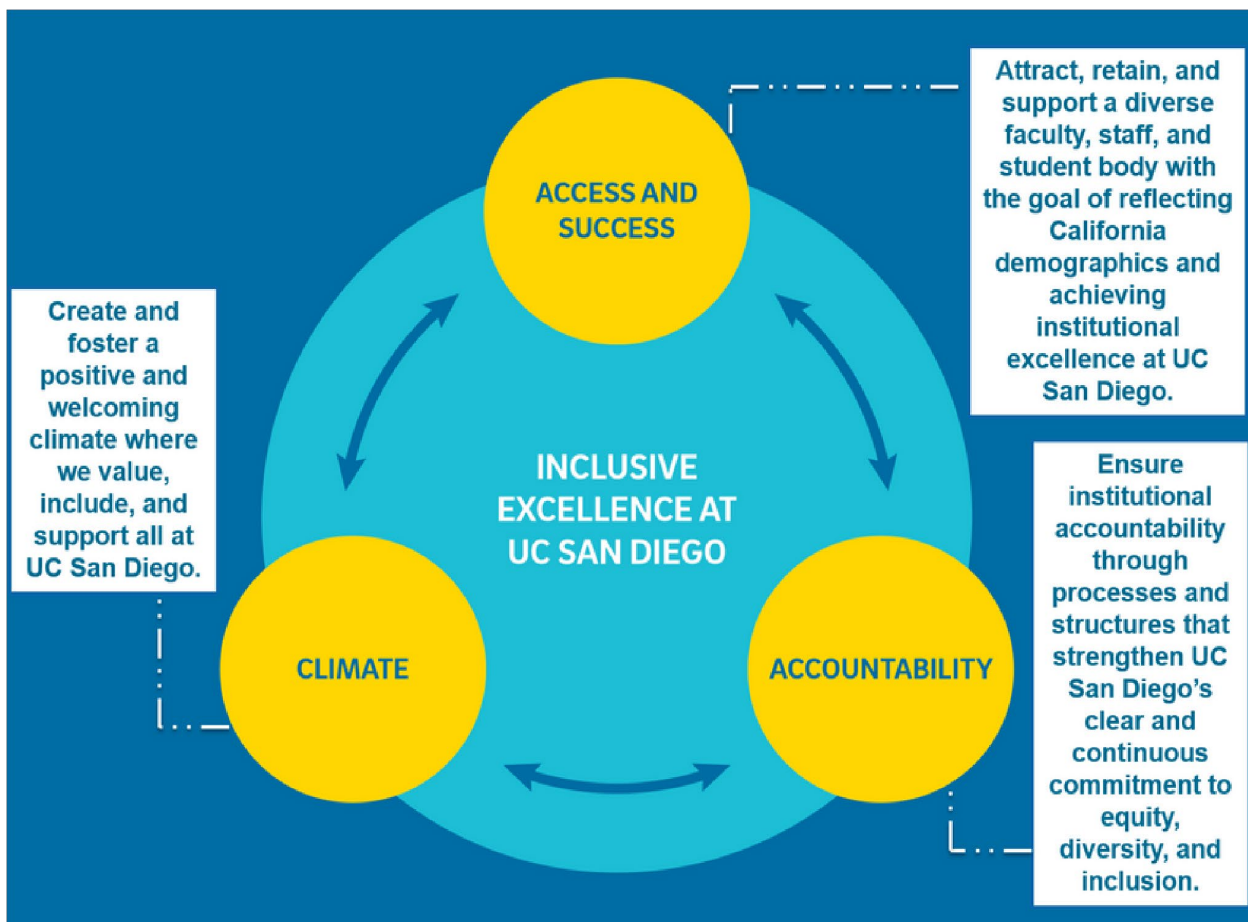 ACCESS AND
SUCCESS
Attract, retain, and
support a diverse
faculty, staff, and
student body with
the goal of reflecting
California
demographics and
achieving
institutional
excellence at UC
San Diego.
Create and
foster a
positive and
welcoming
climate where
we value,
include, and
support all at
UC San Diego.
INCLUSIVE
EXCELLENCE AT
UC SAN DIEGO
CLIMATE
ACCOUNTABILITY
Ensure
institutional
accountability
through
processes and
structures that
strengthen UC
San Diego’s
clear and
continuous
commitment to
equity,
diversity, and
inclusion.